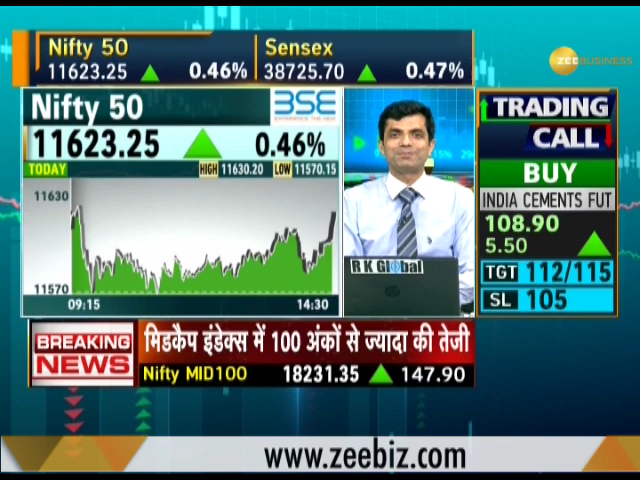 Nifty 50
11623.25 0.46%
Sensex
38725.70 0.47%
ZEE BUSINESS
Nifty 50
BSE
EXPERIENCE THE NEW
11623.25 0.46%
TODAY HIGH 11630.20 LOW 11570.15
11630
11570
09:15 14:30
R K Global
TRADING
CALL
BUY
INDIA CEMENTS FUT
108.90
5.50
TGT 112/115
SL 105
BREAKING
NEWS
मिडकैप इंडेक्स में 100 अंकों से ज्यादा की तेजी
Nifty MID100 18231.35 147.90
www.zeebiz.com